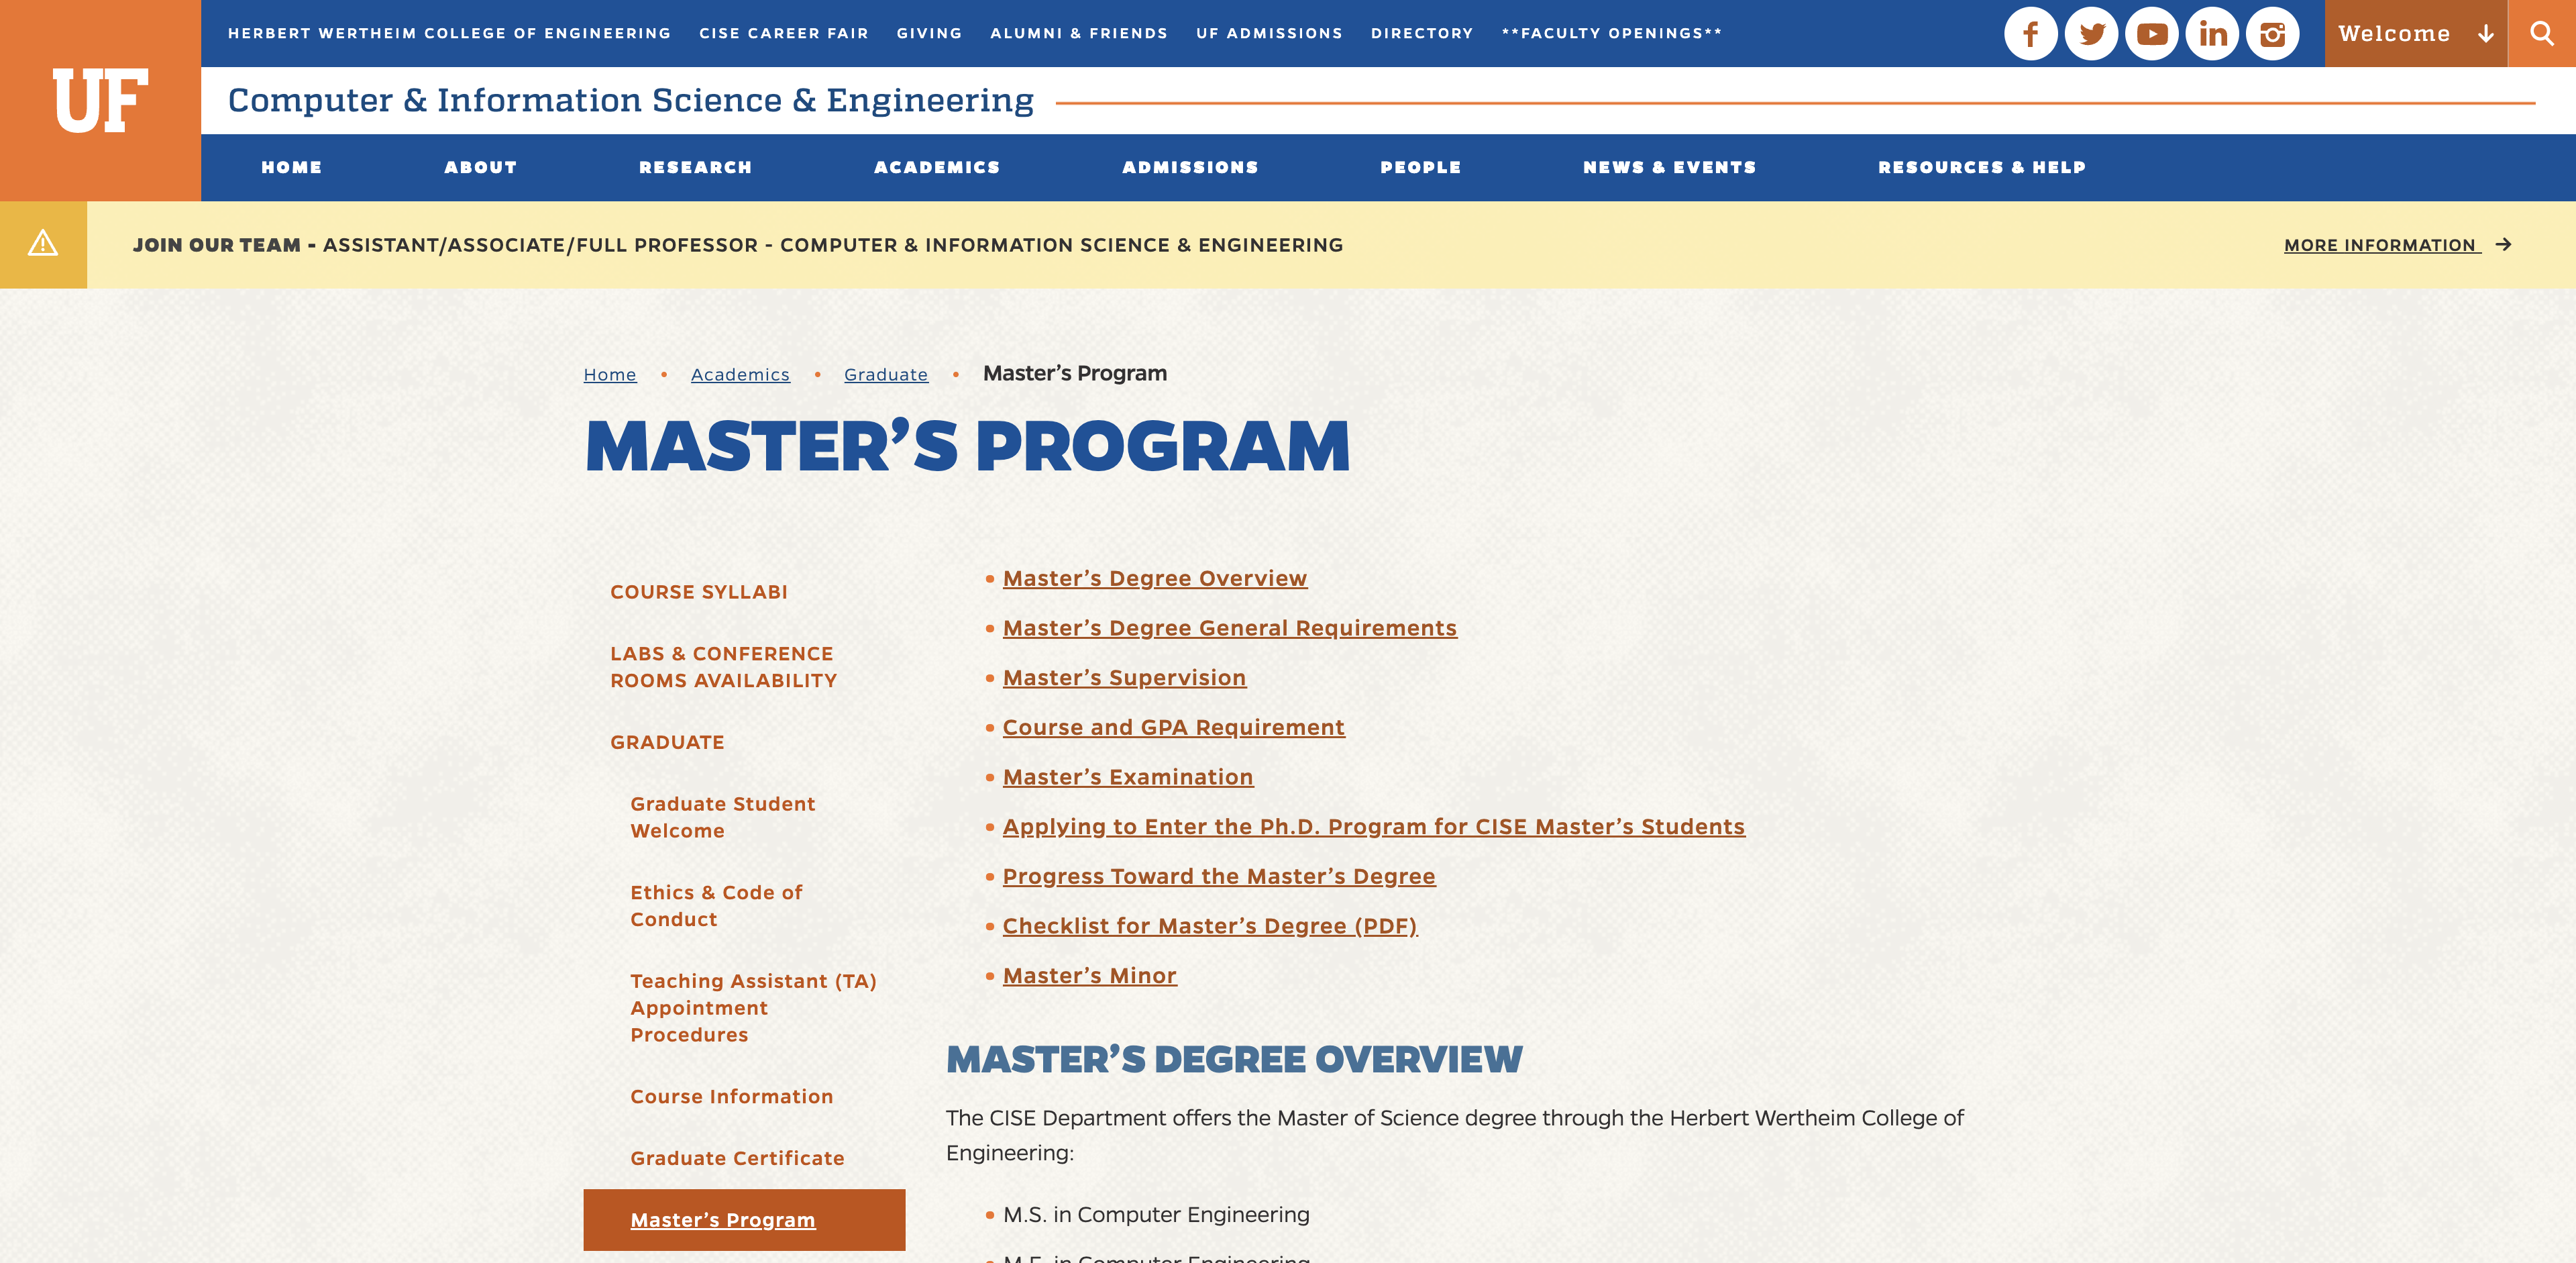 UF
HERBERT WERTHEIM COLLEGE OF ENGINEERING CISE CAREER FAIR GIVING ALUMNI & FRIENDS UF ADMISSIONS DIRECTORY **FACULTY OPENINGS** Welcome
Computer & Information Science & Engineering
HOME ABOUT RESEARCH ACADEMICS ADMISSIONS PEOPLE NEWS & EVENTS RESOURCES & HELP
JOIN OUR TEAM - ASSISTANT/ASSOCIATE/FULL PROFESSOR - COMPUTER & INFORMATION SCIENCE & ENGINEERING MORE INFORMATION
Home • Academics • Graduate • Master’s Program
MASTER’S PROGRAM
COURSE SYLLABI
LABS & CONFERENCE
ROOMS AVAILABILITY
GRADUATE
Graduate Student
Welcome
Ethics & Code of
Conduct
Teaching Assistant (TA)
Appointment
Procedures
Course Information
Graduate Certificate
Master’s Program
• Master’s Degree Overview
• Master’s Degree General Requirements
• Master’s Supervision
• Course and GPA Requirement
• Master’s Examination
• Applying to Enter the Ph.D. Program for CISE Master’s Students
• Progress Toward the Master’s Degree
• Checklist for Master’s Degree (PDF)
• Master’s Minor
MASTER’S DEGREE OVERVIEW
The CISE Department offers the Master of Science degree through the Herbert Wertheim College of
Engineering:
• M.S. in Computer Engineering
• M.E. in Computer Engineering